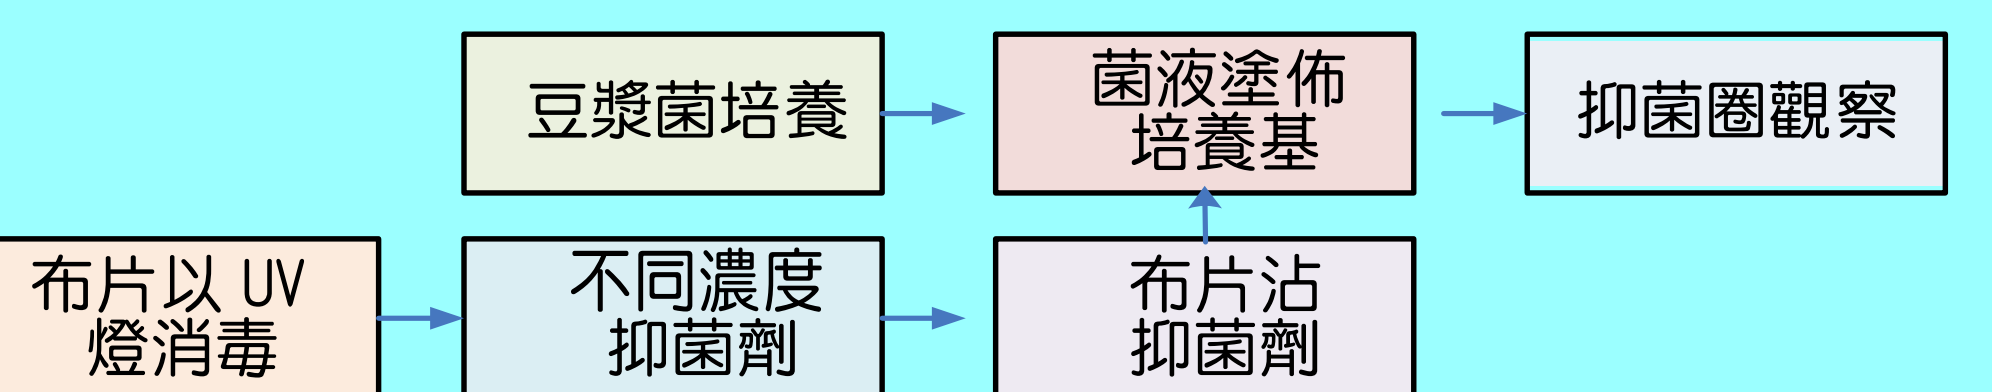 豆漿菌培養
菌液塗佈
培養基
抑菌圈觀察
布片以 UV
燈消毒
不同濃度
抑菌劑
布片沾
抑菌劑